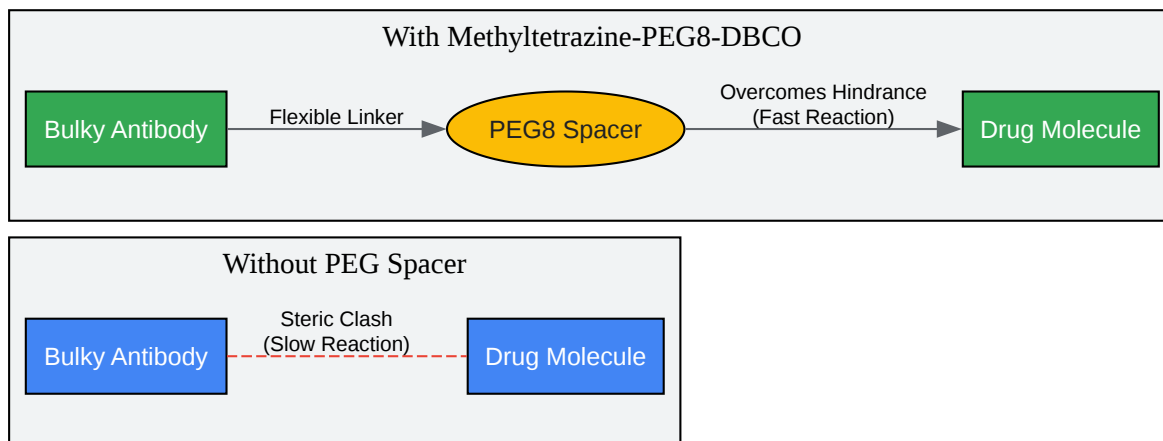 With Methyltetrazine-PEG8-DBCO
Bulky Antibody
Flexible Linker
PEG8 Spacer
Overcomes Hindrance
(Fast Reaction)
Drug Molecule
Without PEG Spacer
Bulky Antibody
Steric Clash
(Slow Reaction)
Drug Molecule